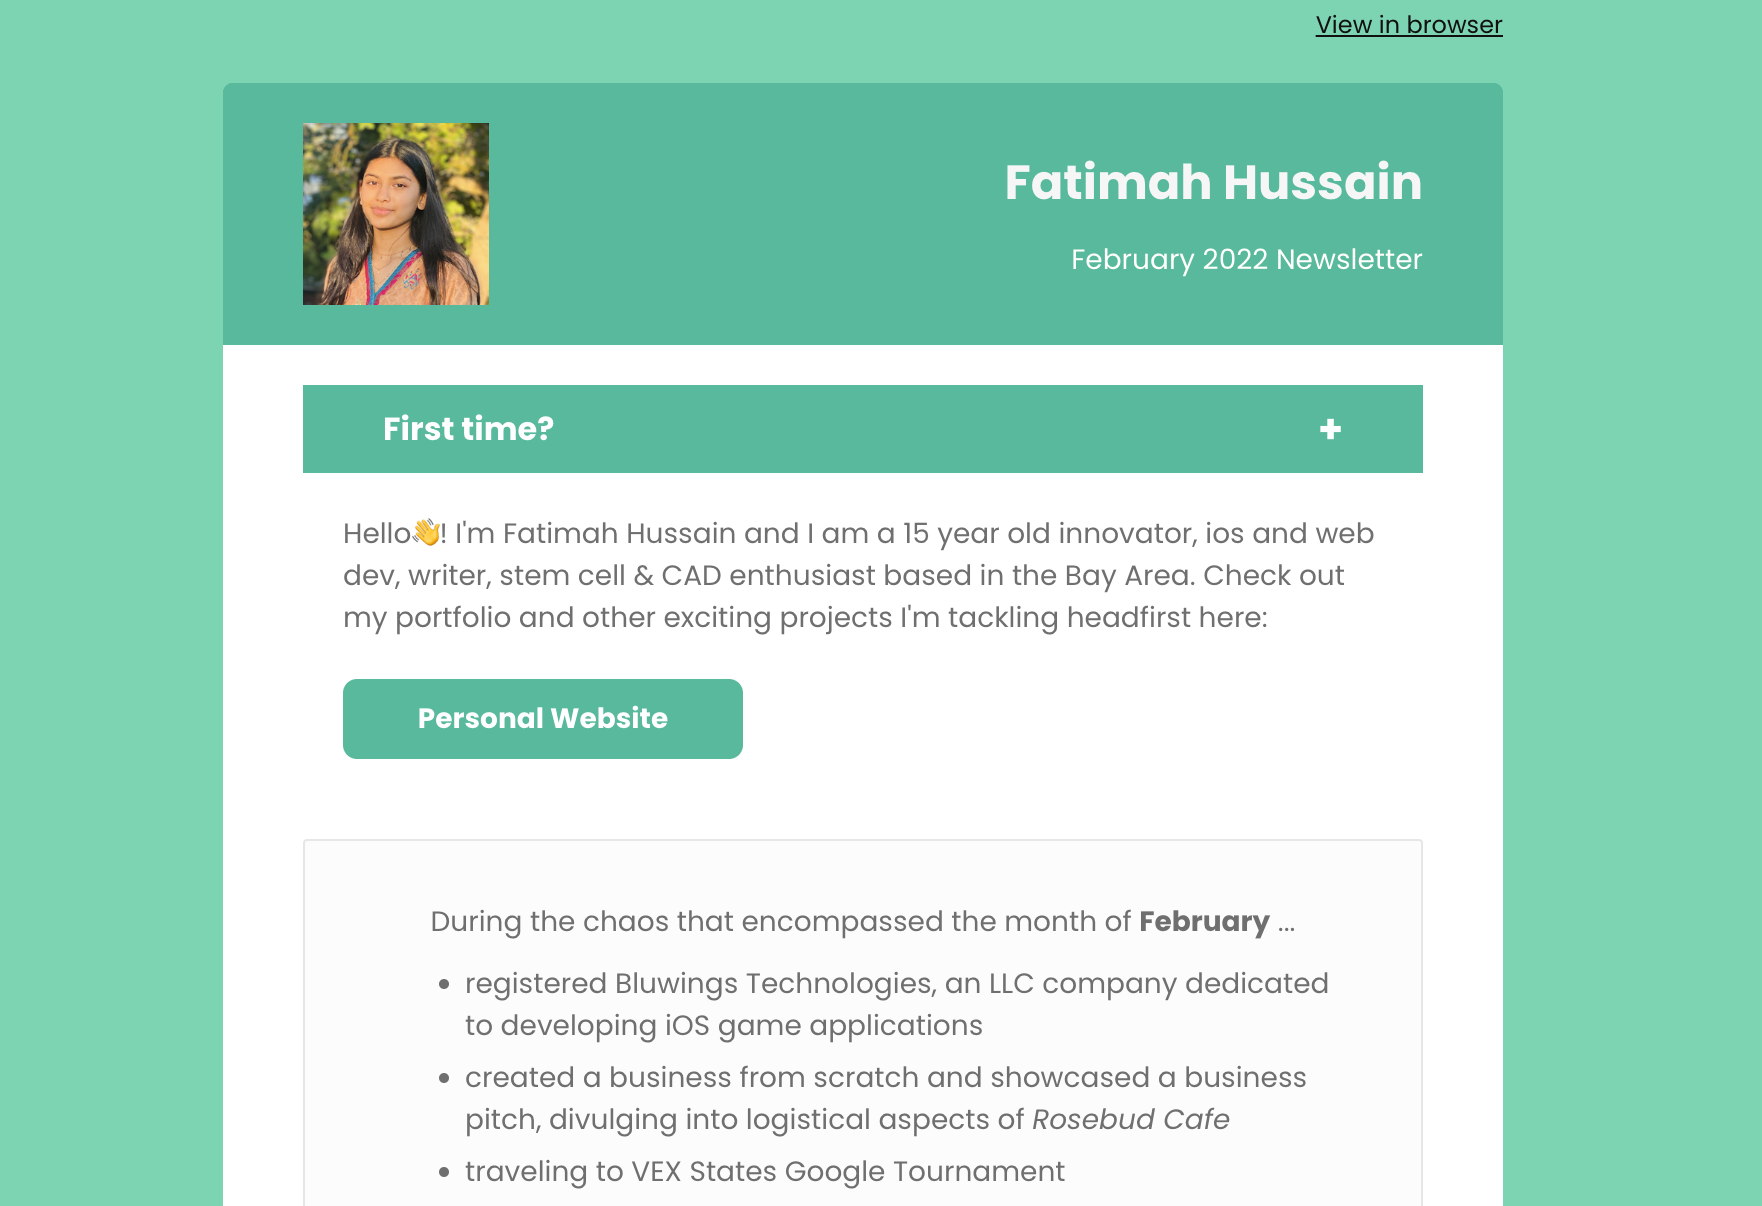 View in browser
Fatimah Hussain
February 2022 Newsletter
First time?
+
Hello👋! I'm Fatimah Hussain and I am a 15 year old innovator, ios and web
dev, writer, stem cell & CAD enthusiast based in the Bay Area. Check out
my portfolio and other exciting projects I'm tackling headfirst here:
Personal Website
During the chaos that encompassed the month of February ...
• registered Bluwings Technologies, an LLC company dedicated
to developing iOS game applications
• created a business from scratch and showcased a business
pitch, divulging into logistical aspects of Rosebud Cafe
• traveling to VEX States Google Tournament